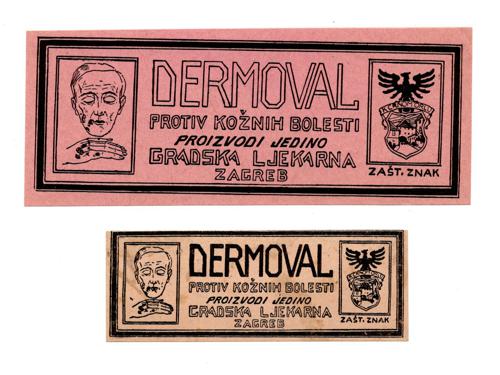 DERMOVAL
PROTIV KOŽNIH BOLESTI
PROIZVODI JEDINO
GRADSKA LJEKARNA
ZAGREB
ZAŠT. ZNAK
DERMOVAL
PROTIV KOŽNIH BOLESTI
PROIZVODI JEDINO
GRADSKA LJEKARNA
ZAGREB
ZAŠT. ZNAK